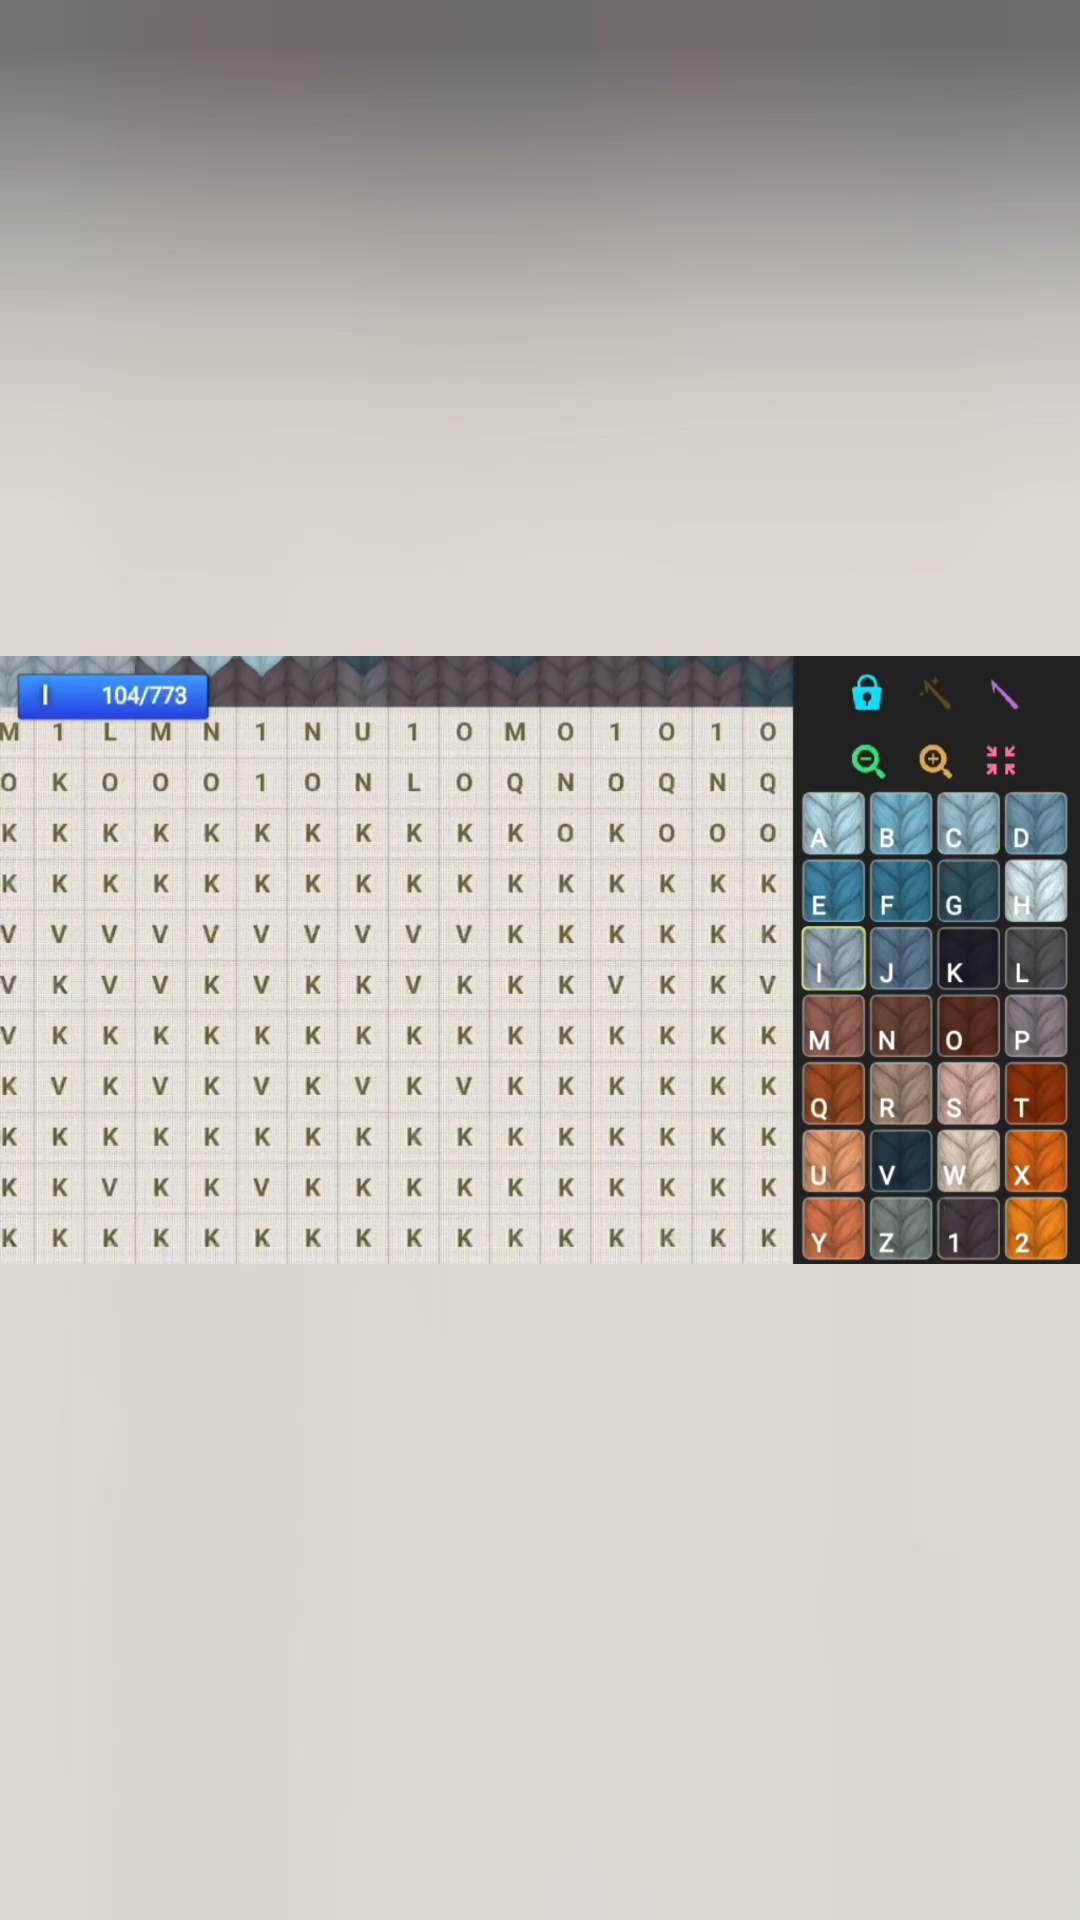 I 104/773
M 1 L M N 1 N U 1 O M O 1 O 1 O
O K O O O 1 O N L O Q N O Q N Q
K K K K K K K K K K K O K O O O
K K K K K K K K K K K K K K K K
V V V V V V V V V V K K K K K K
V K V V K V K K V K K K V K K V
V K K K K K K K K K K K K K K K
K V K V K V K V K V K K K K K K
K K K K K K K K K K K K K K K K
K K V K K V K K K K K K K K K K
K K K K K K K K K K K K K K K K
A B C D
E F G H
I J K L
M N O P
Q R S T
U V W X
Y Z 1 2